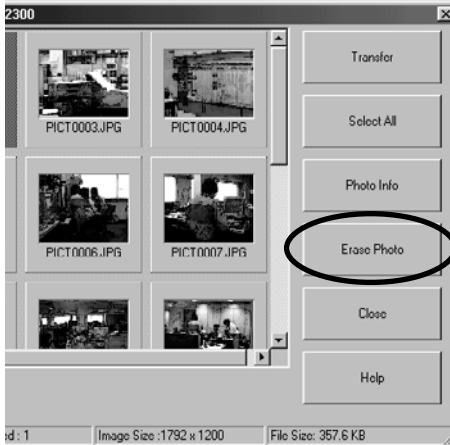 2300
Transfer
PICT0003.JPG PICT0004.JPG
Select All
Photo Info
PICT0006.JPG PICT0007.JPG
Erase Photo
Close
Help
ed : 1 Image Size :1792 x 1200 File Size: 357.6 KB